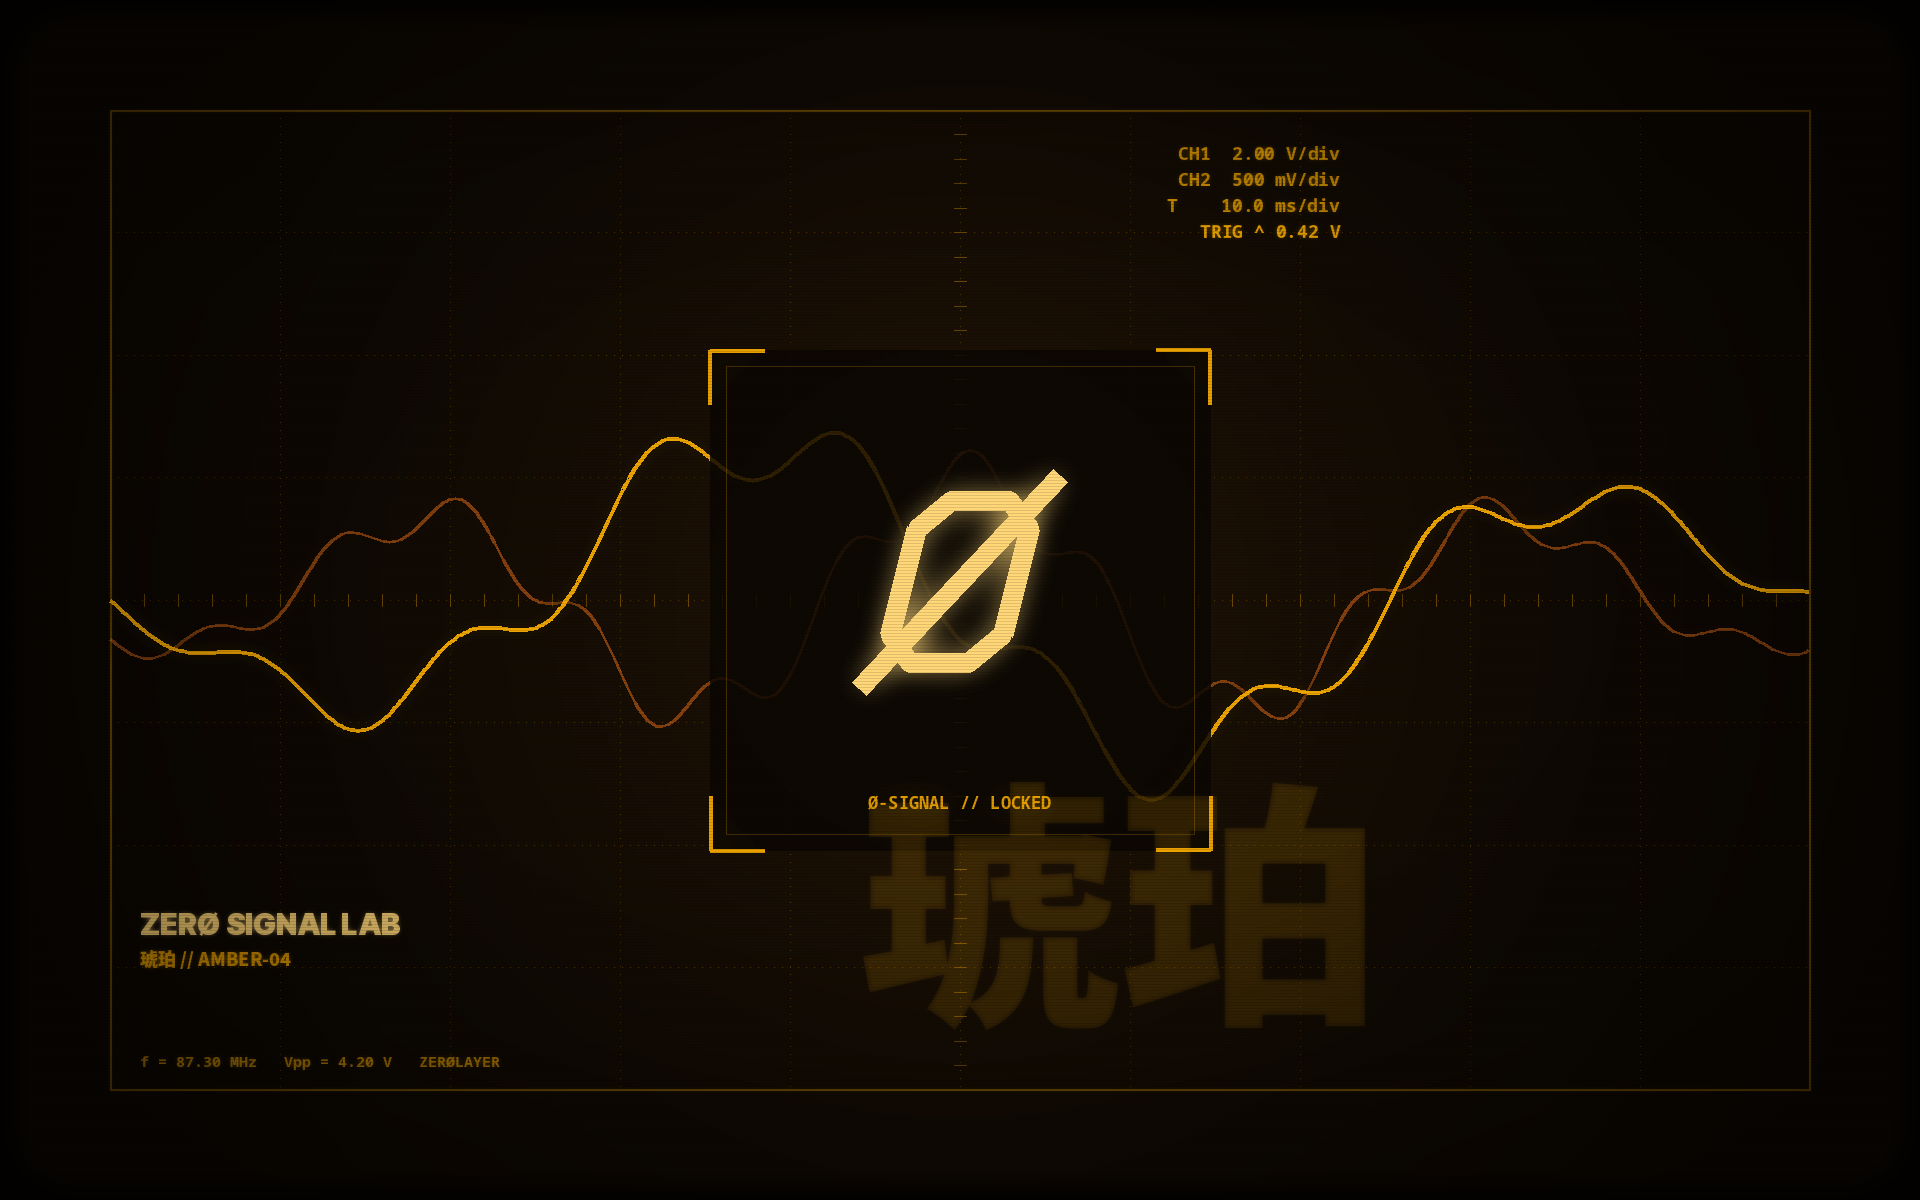 CH1 2.00 V/div
CH2 500 mV/div
T 10.0 ms/div
TRIG ^ 0.42 V
Ø
Ø-SIGNAL // LOCKED
琥珀
ZERØ SIGNAL LAB
琥珀 // AMBER-04
f = 87.30 MHz Vpp = 4.20 V ZERØLAYER